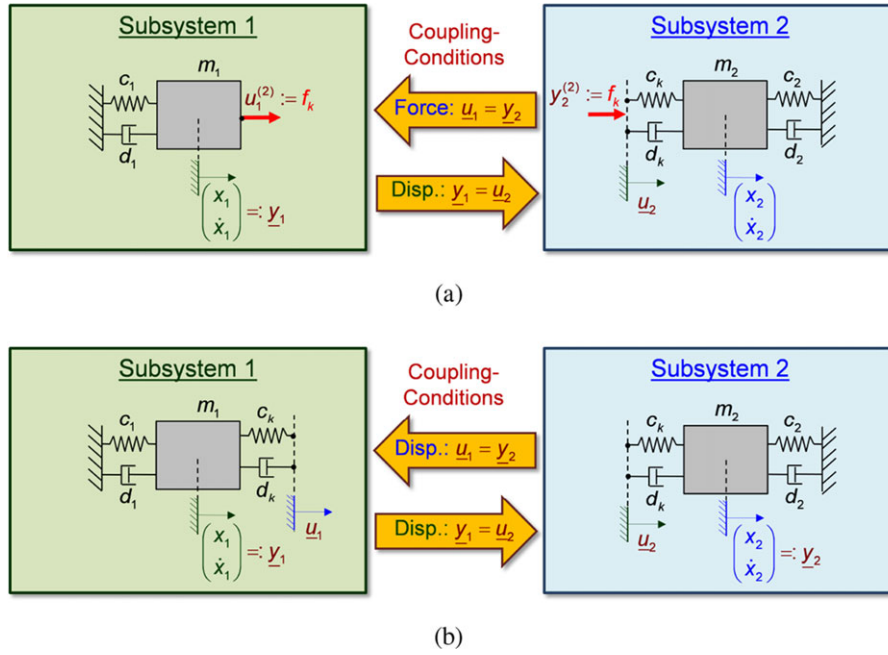 Subsystem 1
Coupling-
Conditions
Subsystem 2
c₁
m₁
u₁⁽²⁾ := fₖ
d₁
(x₁ ẋ₁) =: y₁
Force: u₁ = y₂
Disp.: y₁ = u₂
y₂⁽²⁾ := fₖ
cₖ
m₂
c₂
dₖ
d₂
u₂
(x₂ ẋ₂)
(a)
Subsystem 1
Coupling-
Conditions
Subsystem 2
c₁
m₁
cₖ
d₁
dₖ
u₁
(x₁ ẋ₁) =: y₁
Disp.: u₁ = y₂
Disp.: y₁ = u₂
cₖ
m₂
c₂
dₖ
d₂
u₂
(x₂ ẋ₂) =: y₂
(b)